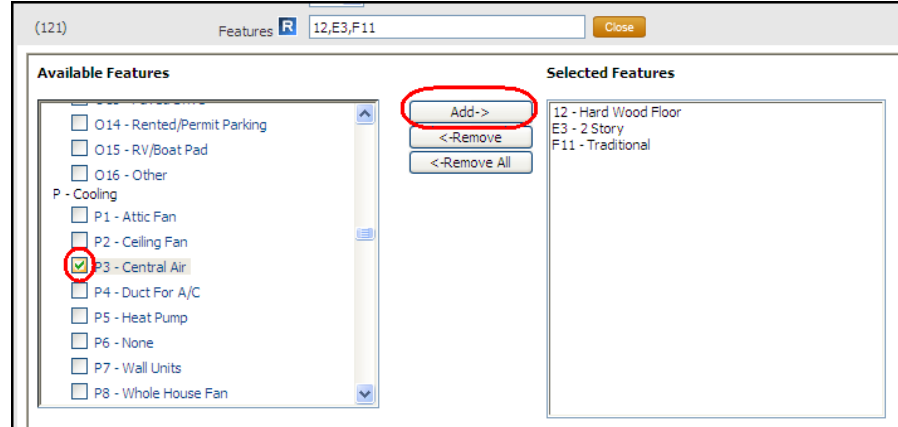 (121) Features R 12,E3,F11 Close
Available Features
Selected Features
O14 - Rented/Permit Parking
O15 - RV/Boat Pad
O16 - Other
P - Cooling
P1 - Attic Fan
P2 - Ceiling Fan
P3 - Central Air
P4 - Duct For A/C
P5 - Heat Pump
P6 - None
P7 - Wall Units
P8 - Whole House Fan
Add->
<-Remove
<-Remove All
12 - Hard Wood Floor
E3 - 2 Story
F11 - Traditional